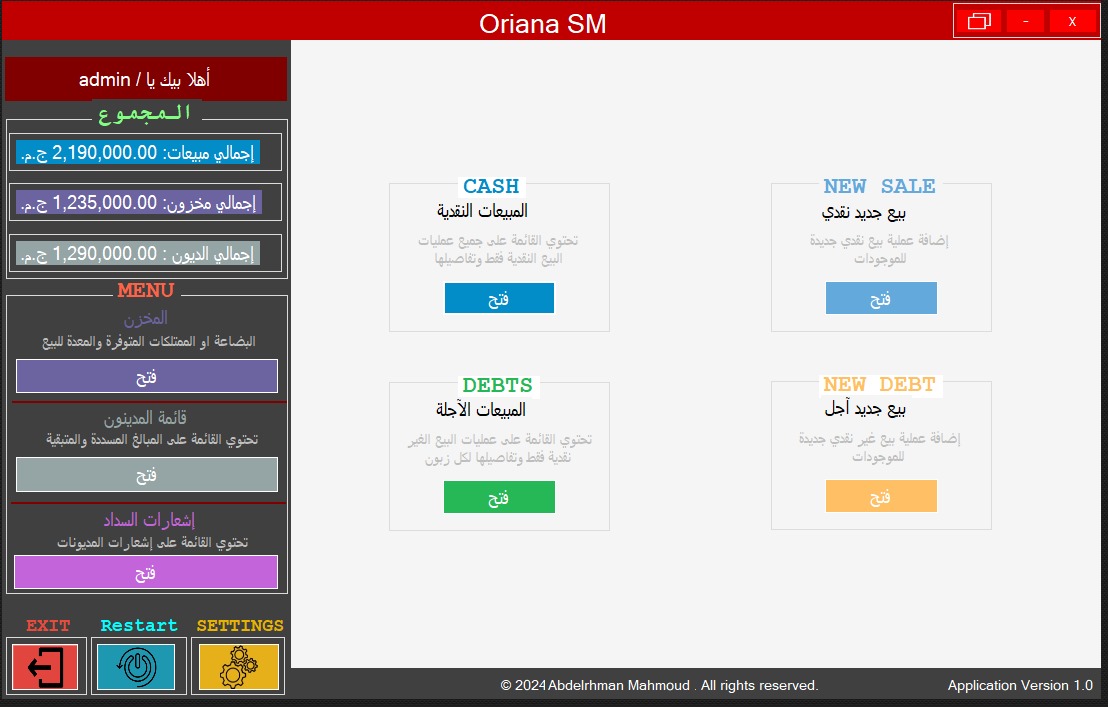 Oriana SM
-
X
أهلا بيك يا / admin
المجموع
إجمالي مبيعات: 2,190,000.00 ج.م.
إجمالي مخزون: 1,235,000.00 ج.م.
إجمالي الديون : 1,290,000.00 ج.م.
MENU
المخزن
البضاعة او الممتلكات المتوفرة والمعدة للبيع
فتح
قائمة المدينون
تحتوي القائمة على المبالغ المسددة والمتبقية
فتح
إشعارات السداد
تحتوي القائمة على إشعارات المديونات
فتح
EXIT
Restart
SETTINGS
CASH
المبيعات النقدية
تحتوي القائمة على جميع عمليات
البيع النقدية فقط وتفاصيلها
فتح
NEW SALE
بيع جديد نقدي
إضافة عملية بيع نقدي جديدة
للموجودات
فتح
DEBTS
المبيعات الآجلة
تحتوي القائمة على عمليات البيع الغير
نقدية فقط وتفاصيلها لكل زبون
فتح
NEW DEBT
بيع جديد آجل
إضافة عملية بيع غير نقدي جديدة
للموجودات
فتح
© 2024 Abdelrhman Mahmoud . All rights reserved.
Application Version 1.0